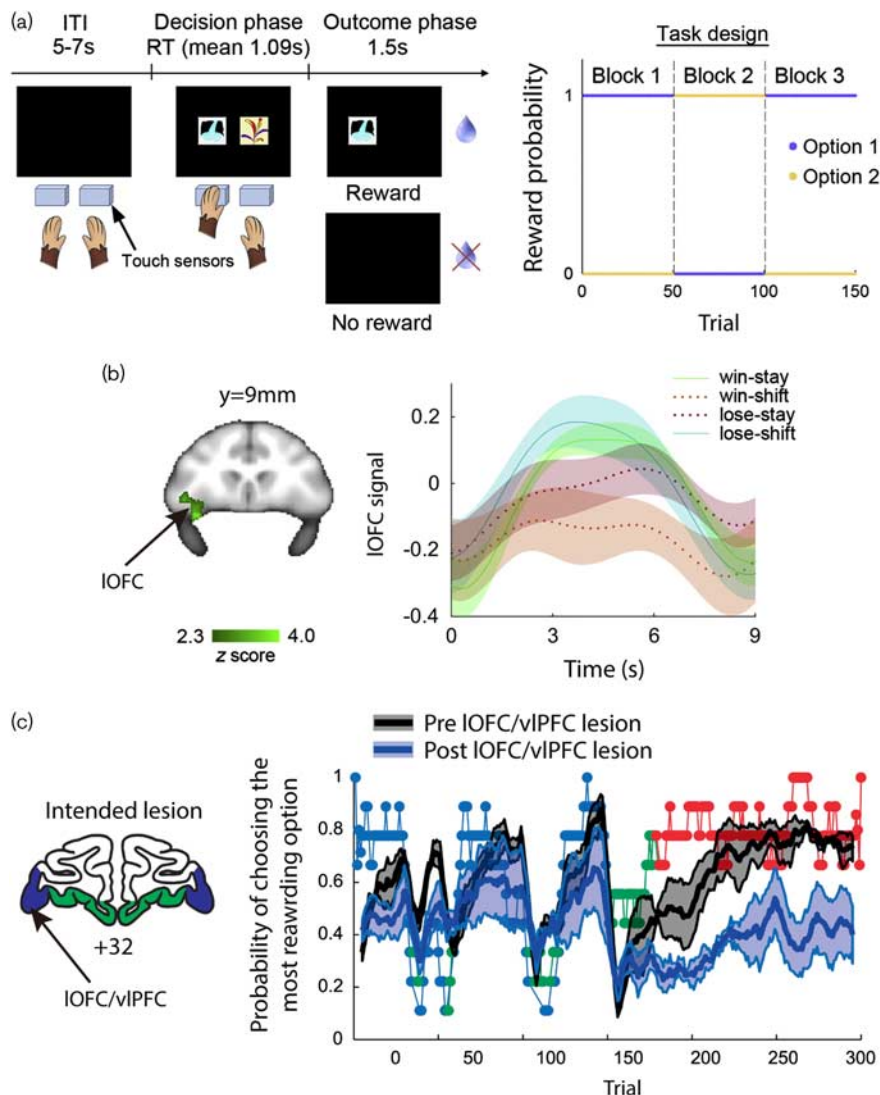 (a)
ITI
5-7s
Decision phase
RT (mean 1.09s)
Outcome phase
1.5s
Touch sensors
Reward
No reward
Task design
Block 1
Block 2
Block 3
Reward probability
1
0
Option 1
Option 2
0
50
100
150
Trial
(b)
y=9mm
lOFC
2.3
4.0
z score
lOFC signal
0.2
0
-0.2
-0.4
win-stay
win-shift
lose-stay
lose-shift
0
3
6
9
Time (s)
(c)
Intended lesion
+32
lOFC/vlPFC
Pre lOFC/vlPFC lesion
Post lOFC/vlPFC lesion
Probability of choosing the
most reawrding option
1
0.8
0.6
0.4
0.2
0
0
50
100
150
200
250
300
Trial